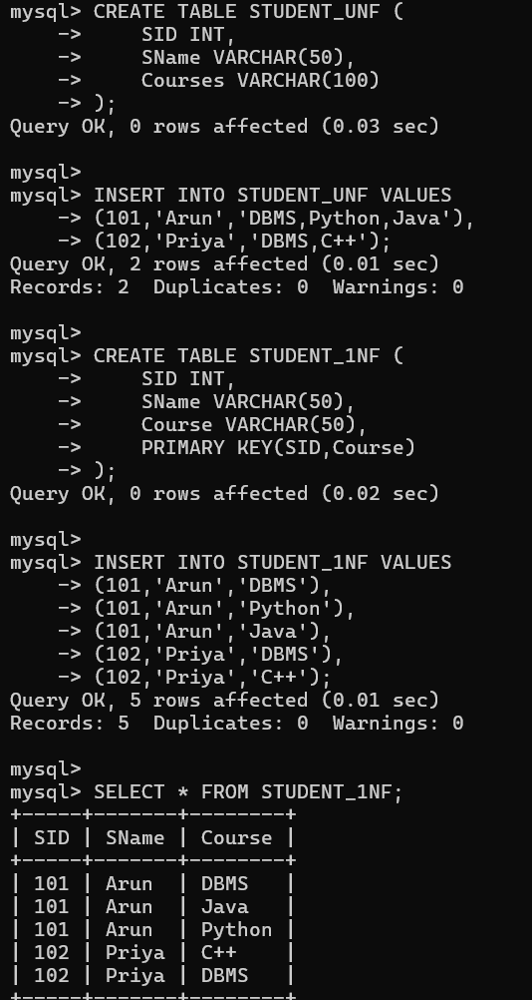 mysql> CREATE TABLE STUDENT_UNF (
    ->     SID INT,
    ->     SName VARCHAR(50),
    ->     Courses VARCHAR(100)
    -> );
Query OK, 0 rows affected (0.03 sec)

mysql>
mysql> INSERT INTO STUDENT_UNF VALUES
    -> (101,'Arun','DBMS,Python,Java'),
    -> (102,'Priya','DBMS,C++');
Query OK, 2 rows affected (0.01 sec)
Records: 2  Duplicates: 0  Warnings: 0

mysql>
mysql> CREATE TABLE STUDENT_1NF (
    ->     SID INT,
    ->     SName VARCHAR(50),
    ->     Course VARCHAR(50),
    ->     PRIMARY KEY(SID,Course)
    -> );
Query OK, 0 rows affected (0.02 sec)

mysql>
mysql> INSERT INTO STUDENT_1NF VALUES
    -> (101,'Arun','DBMS'),
    -> (101,'Arun','Python'),
    -> (101,'Arun','Java'),
    -> (102,'Priya','DBMS'),
    -> (102,'Priya','C++');
Query OK, 5 rows affected (0.01 sec)
Records: 5  Duplicates: 0  Warnings: 0

mysql>
mysql> SELECT * FROM STUDENT_1NF;
+-----+-------+--------+
| SID | SName | Course |
+-----+-------+--------+
| 101 | Arun  | DBMS   |
| 101 | Arun  | Java   |
| 101 | Arun  | Python |
| 102 | Priya | C++    |
| 102 | Priya | DBMS   |
+-----+-------+--------+